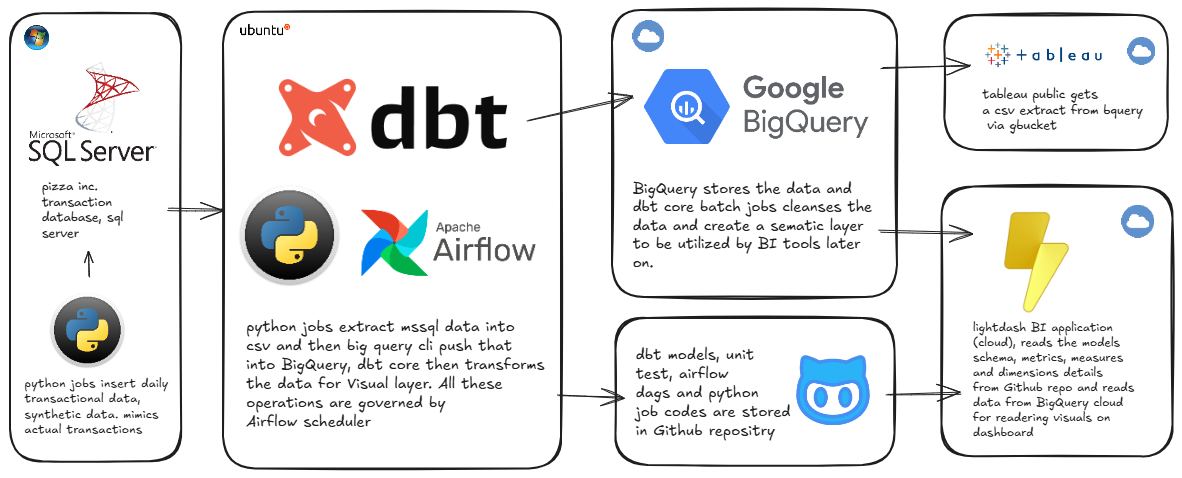 Microsoft®
SQL Server
pizza inc.
transaction
database, sql
server
python jobs insert daily
transactional data,
synthetic data. mimics
actual transactions
ubuntu
dbt
Apache
Airflow
python jobs extract mssql data into
csv and then big query cli push that
into BigQuery, dbt core then transforms
the data for Visual layer. All these
operations are governed by
Airflow scheduler
Google
BigQuery
BigQuery stores the data and
dbt core batch jobs cleanses the
data and create a sematic layer
to be utilized by BI tools later
on.
dbt models, unit
test, airflow
dags and python
job codes are stored
in Github repositry
+ableau
tableau public gets
a csv extract from bquery
via gbucket
lightdash BI application
(cloud), reads the models
schema, metrics, measures
and dimensions details
from Github repo and reads
data from BigQuery cloud
for readering visuals on
dashboard